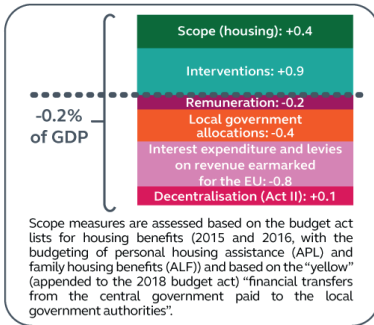 Scope (housing): +0.4
Interventions: +0.9
-0.2%
of GDP
Remuneration: -0.2
Local government
allocations: -0.4
Interest expenditure and levies
on revenue earmarked
for the EU: -0.8
Decentralisation (Act II): +0.1
Scope measures are assessed based on the budget act
lists for housing benefits (2015 and 2016, with the
budgeting of personal housing assistance (APL) and
family housing benefits (ALF)) and based on the “yellow”
(appended to the 2018 budget act) “financial transfers
from the central government paid to the local
government authorities”.